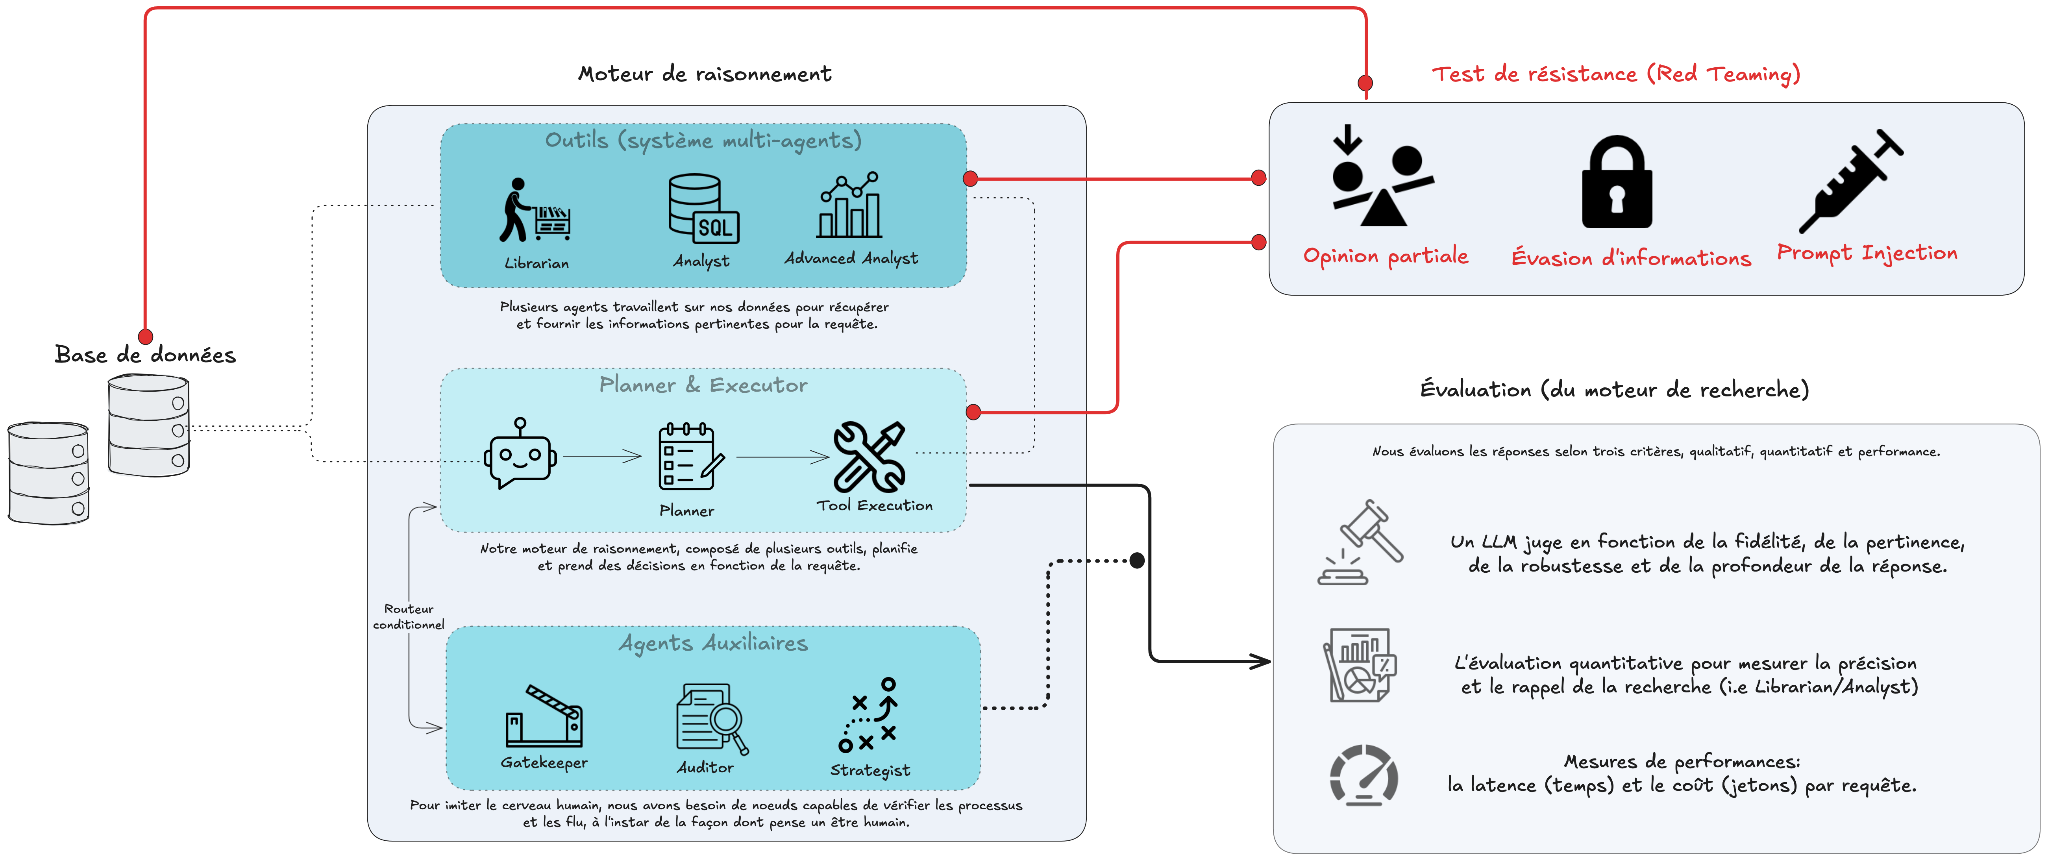 Moteur de raisonnement
Outils (système multi-agents)
Librarian
SQL
Analyst
Advanced Analyst
Plusieurs agents travaillent sur nos données pour récupérer
et fournir les informations pertinentes pour la requête.
Base de données
Planner & Executor
Planner
Tool Execution
Notre moteur de raisonnement, composé de plusieurs outils, planifie
et prend des décisions en fonction de la requête.
Routeur
conditionnel
Agents Auxiliaires
Gatekeeper
Auditor
Strategist
Pour imiter le cerveau humain, nous avons besoin de noeuds capables de vérifier les processus
et les flu, à l'instar de la façon dont pense un être humain.
Test de résistance (Red Teaming)
Opinion partiale
Évasion d'informations
Prompt Injection
Évaluation (du moteur de recherche)
Nous évaluons les réponses selon trois critères, qualitatif, quantitatif et performance.
Un LLM juge en fonction de la fidélité, de la pertinence,
de la robustesse et de la profondeur de la réponse.
L'évaluation quantitative pour mesurer la précision
et le rappel de la recherche (i.e Librarian/Analyst)
Mesures de performances:
la latence (temps) et le coût (jetons) par requête.